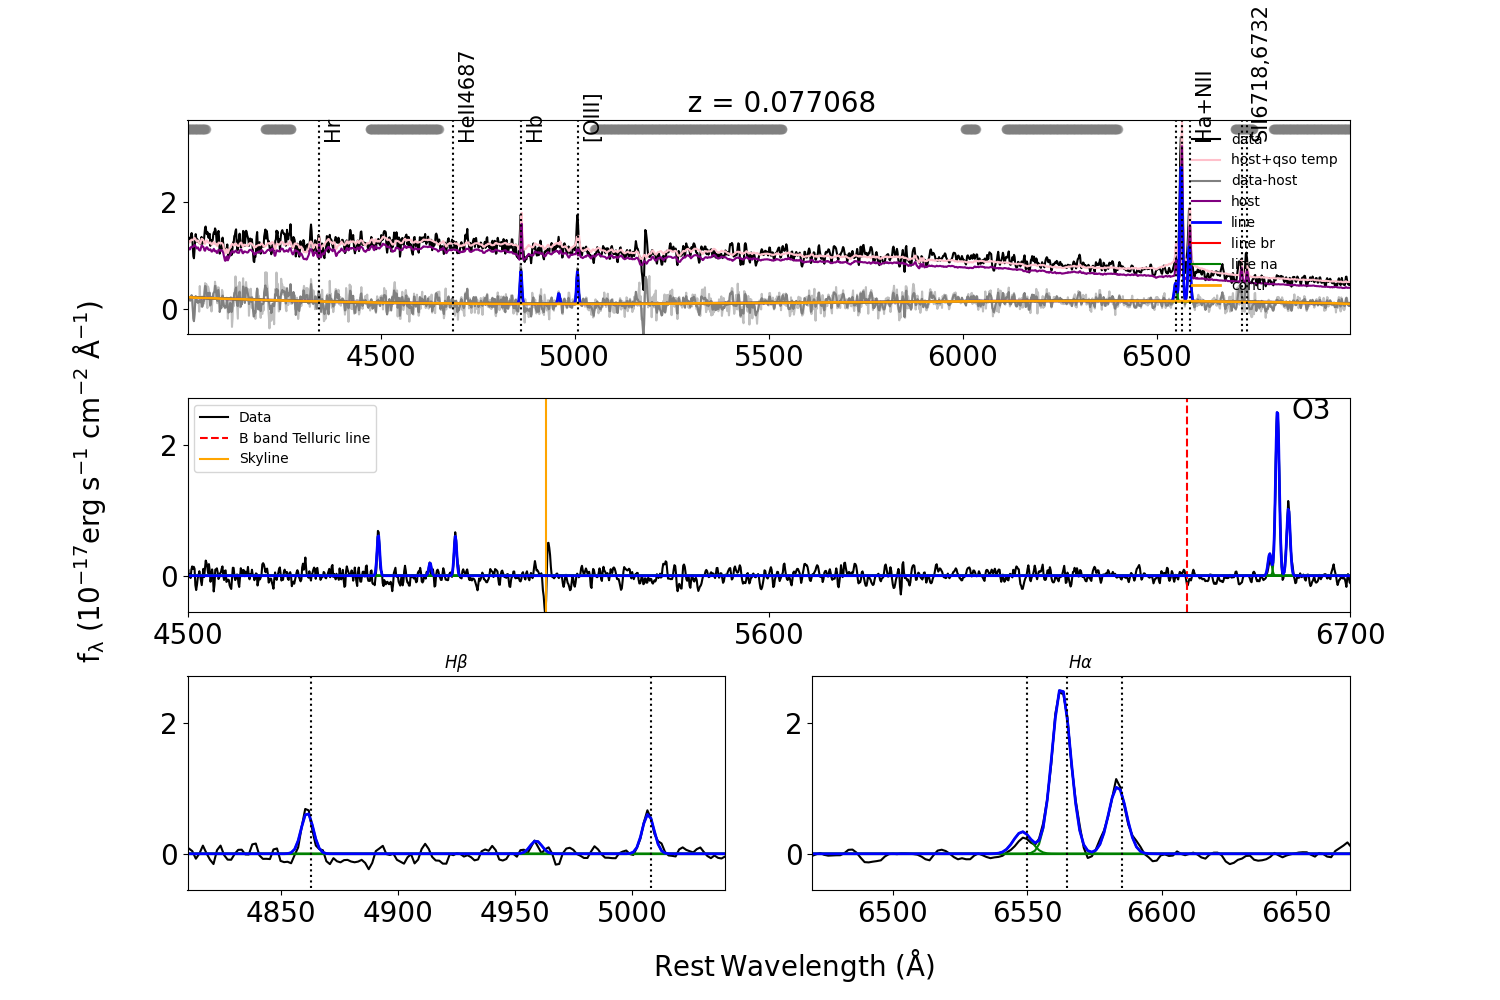 z = 0.077068
Hr
HeII4687
Hb
[OIII]
Ha+NII
SII6718,6732
data
host+qso temp
data-host
host
line
line br
line na
conti
2
0
4500
5000
5500
6000
6500
f_λ (10^{-17}erg s^{-1} cm^{-2} Å^{-1})
Data
B band Telluric line
Skyline
O3
2
0
4500
5600
6700
Hβ
2
0
4850
4900
4950
5000
Hα
2
0
6500
6550
6600
6650
Rest Wavelength (Å)